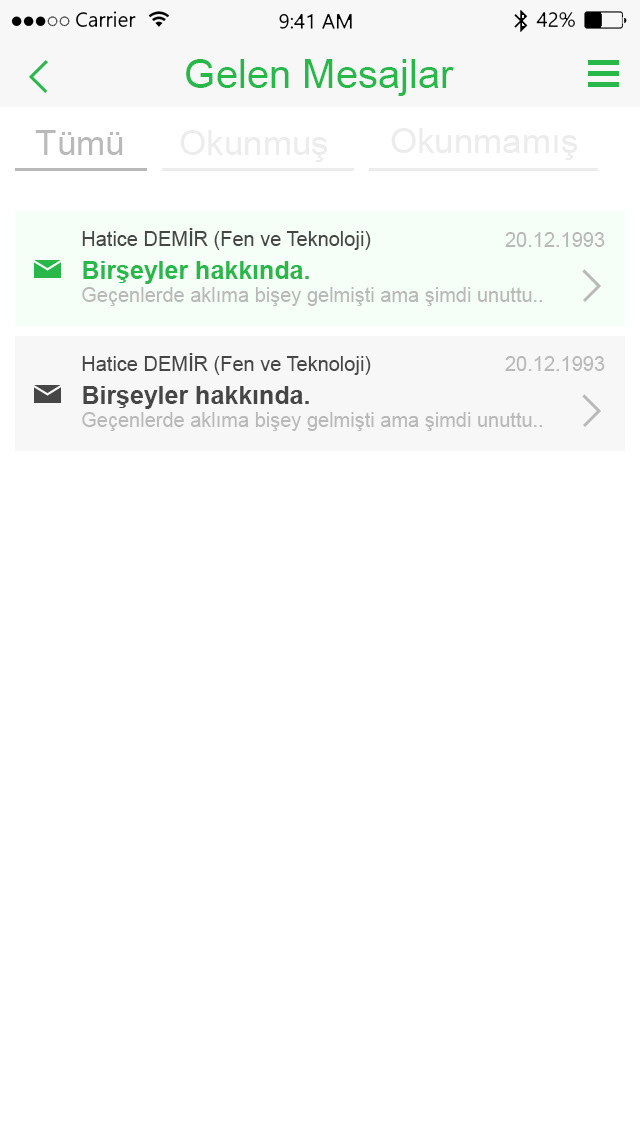 Carrier 9:41 AM 42%
Gelen Mesajlar
Tümü Okunmuş Okunmamış
Hatice DEMİR (Fen ve Teknoloji) 20.12.1993
Birşeyler hakkında.
Geçenlerde aklıma bişey gelmişti ama şimdi unuttu..
Hatice DEMİR (Fen ve Teknoloji) 20.12.1993
Birşeyler hakkında.
Geçenlerde aklıma bişey gelmişti ama şimdi unuttu..